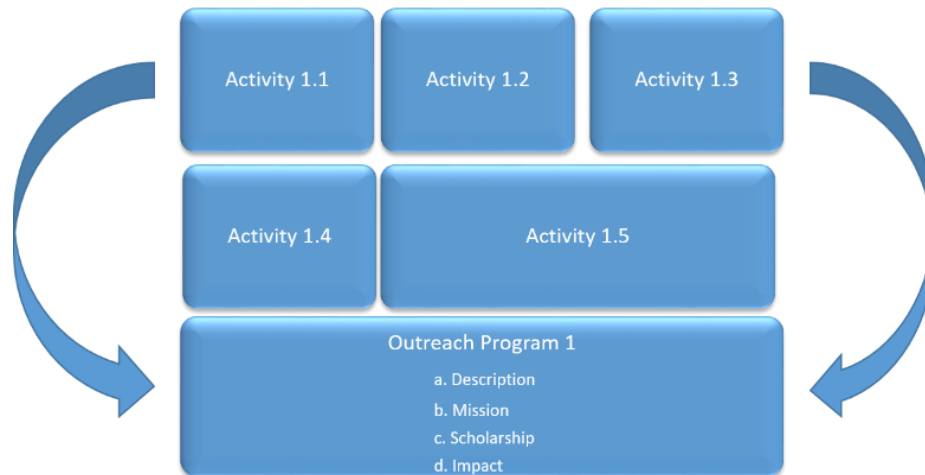 Activity 1.1
Activity 1.2
Activity 1.3
Activity 1.4
Activity 1.5
Outreach Program 1
a. Description
b. Mission
c. Scholarship
d. Impact